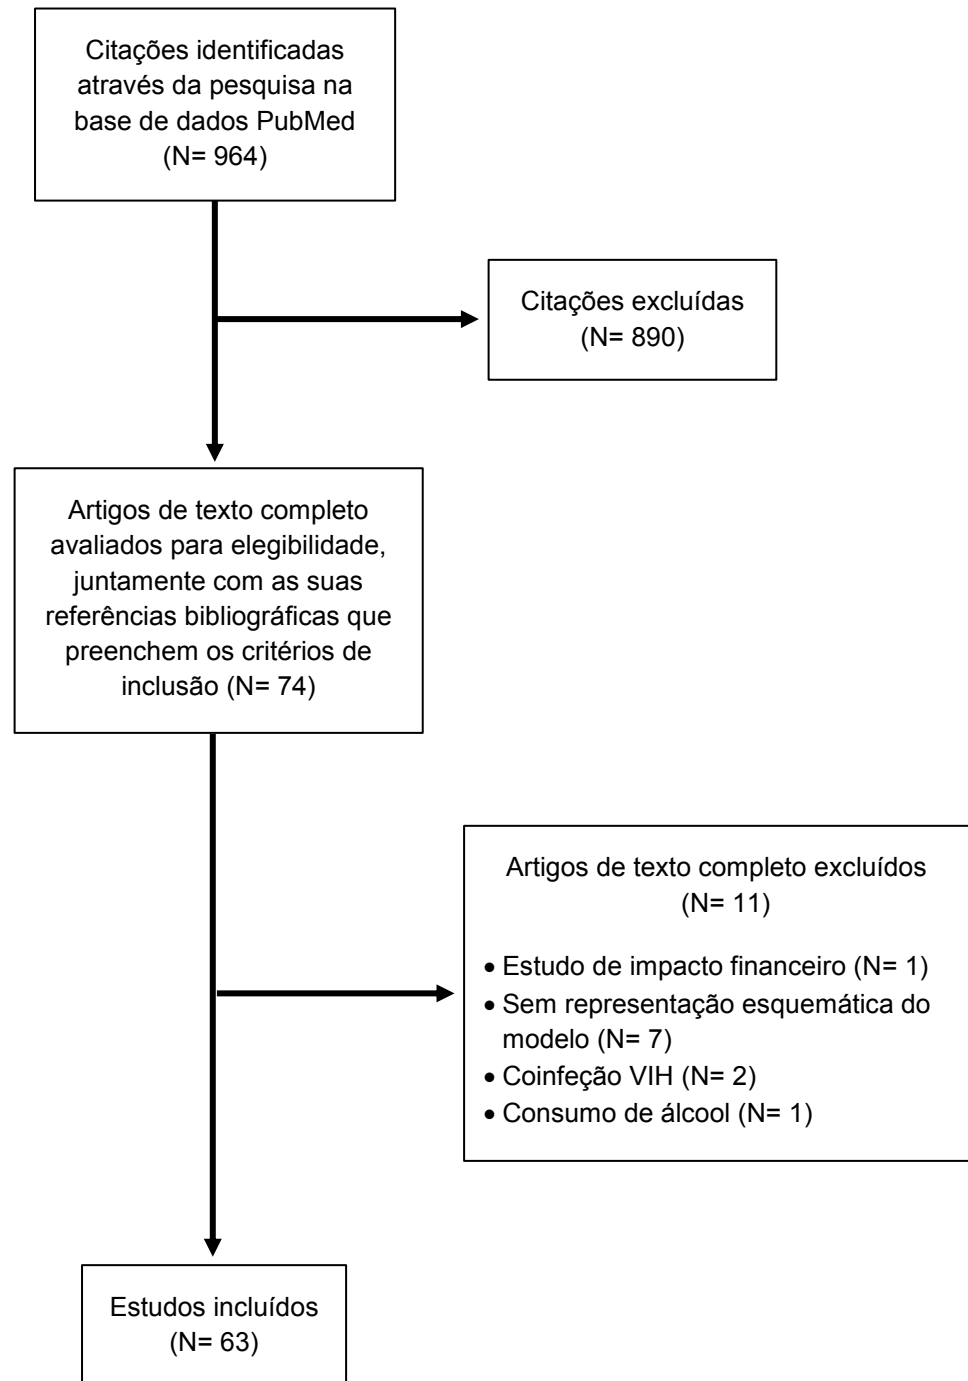 Citações identificadas
através da pesquisa na
base de dados PubMed
(N= 964)
Citações excluídas
(N= 890)
Artigos de texto completo
avaliados para elegibilidade,
juntamente com as suas
referências bibliográficas que
preenchem os critérios de
inclusão (N= 74)
Artigos de texto completo excluídos
(N= 11)
• Estudo de impacto financeiro (N= 1)
• Sem representação esquemática do
modelo (N= 7)
• Coinfeção VIH (N= 2)
• Consumo de álcool (N= 1)
Estudos incluídos
(N= 63)